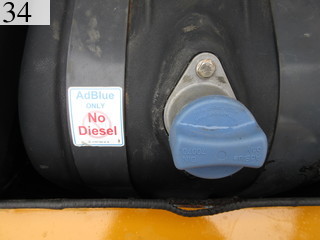 34
AdBlue
ONLY
No
Diesel